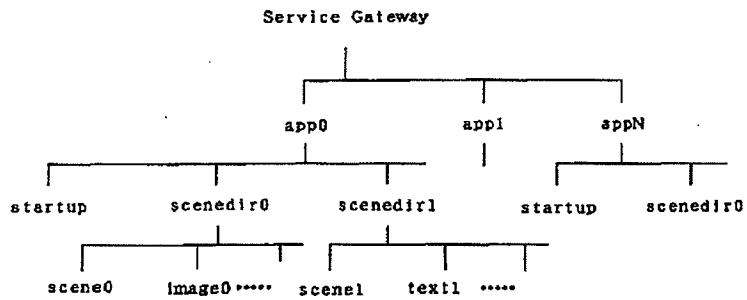 Service Gateway
app0 app1 appN
startup scenedir0 scenedir1 startup scenedir0
scene0 image0 ····· scene1 text1 ·····